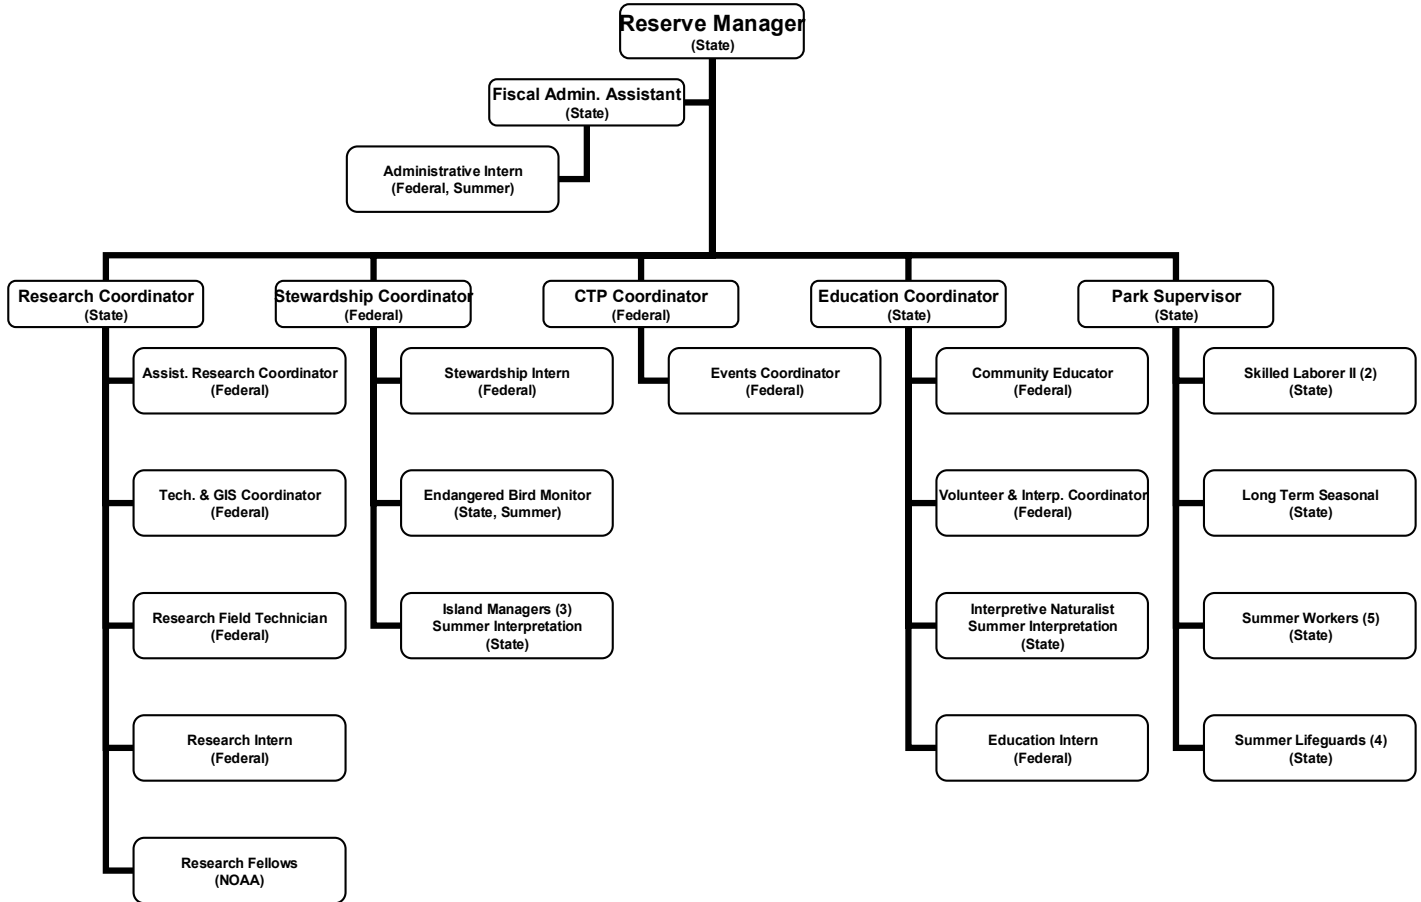 Reserve Manager
(State)
Fiscal Admin. Assistant
(State)
Administrative Intern
(Federal, Summer)
Research Coordinator
(State)
Stewardship Coordinator
(Federal)
CTP Coordinator
(Federal)
Education Coordinator
(State)
Park Supervisor
(State)
Assist. Research Coordinator
(Federal)
Stewardship Intern
(Federal)
Events Coordinator
(Federal)
Community Educator
(Federal)
Skilled Laborer II (2)
(State)
Tech. & GIS Coordinator
(Federal)
Endangered Bird Monitor
(State, Summer)
Volunteer & Interp. Coordinator
(Federal)
Long Term Seasonal
(State)
Research Field Technician
(Federal)
Island Managers (3)
Summer Interpretation
(State)
Interpretive Naturalist
Summer Interpretation
(State)
Summer Workers (5)
(State)
Research Intern
(Federal)
Education Intern
(Federal)
Summer Lifeguards (4)
(State)
Research Fellows
(NOAA)